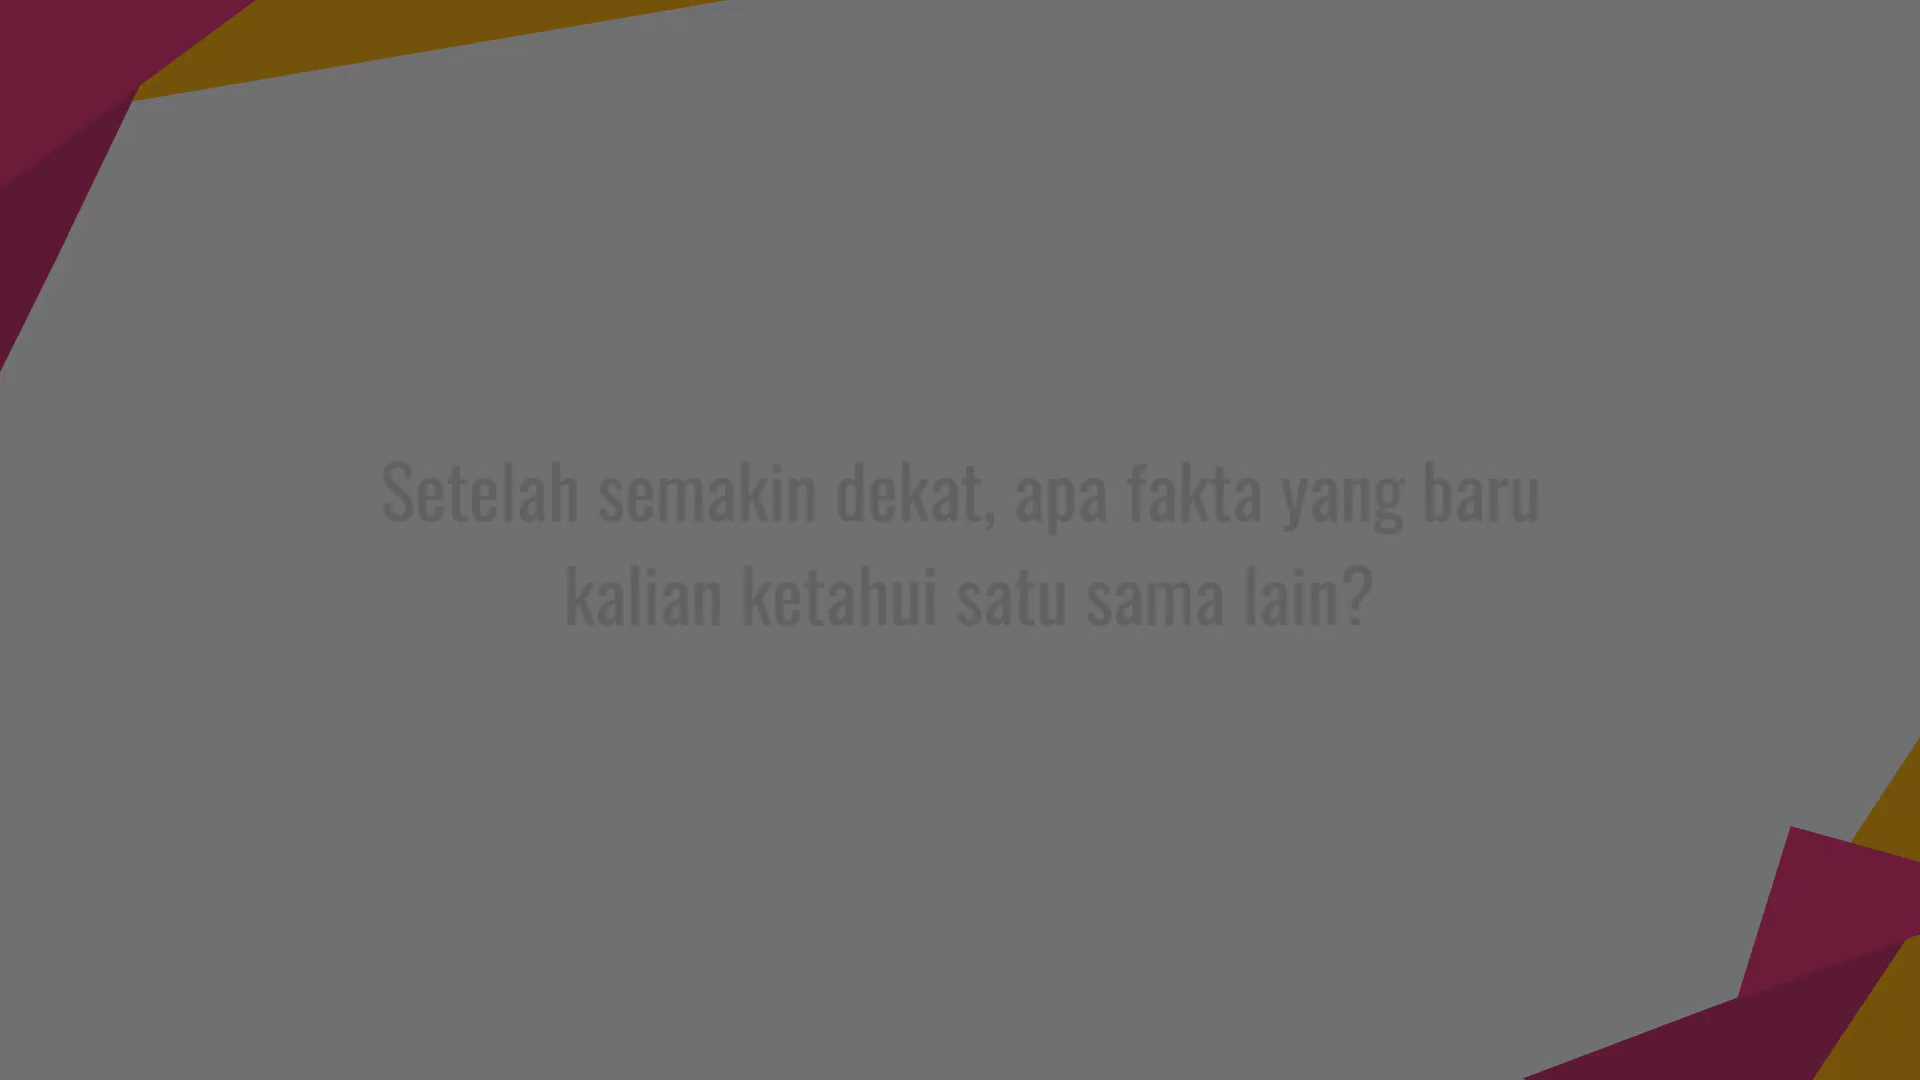 Setelah semakin dekat, apa fakta yang baru
kalian ketahui satu sama lain?